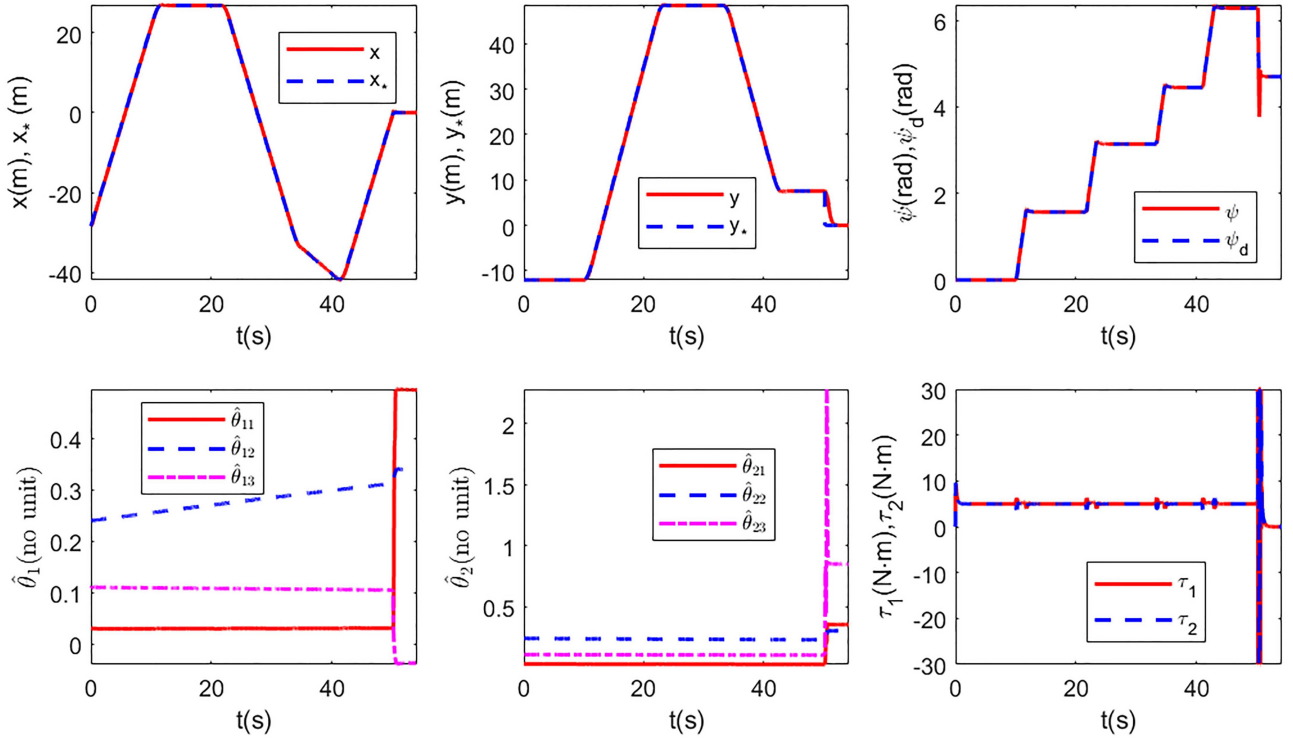 x(m), x⋆ (m)
20
0
-20
-40
x
x⋆
0
20
40
t(s)
y(m), y⋆(m)
40
30
20
10
0
-10
y
y⋆
0
20
40
t(s)
ψ(rad),ψd(rad)
6
4
2
0
ψ
ψd
0
20
40
t(s)
θ̂1(no unit)
0.4
0.3
0.2
0.1
0
θ̂11
θ̂12
θ̂13
0
20
40
t(s)
θ̂2(no unit)
2
1.5
1
0.5
θ̂21
θ̂22
θ̂23
0
20
40
t(s)
τ1(N·m),τ2(N·m)
30
20
10
0
-10
-20
-30
τ1
τ2
0
20
40
t(s)